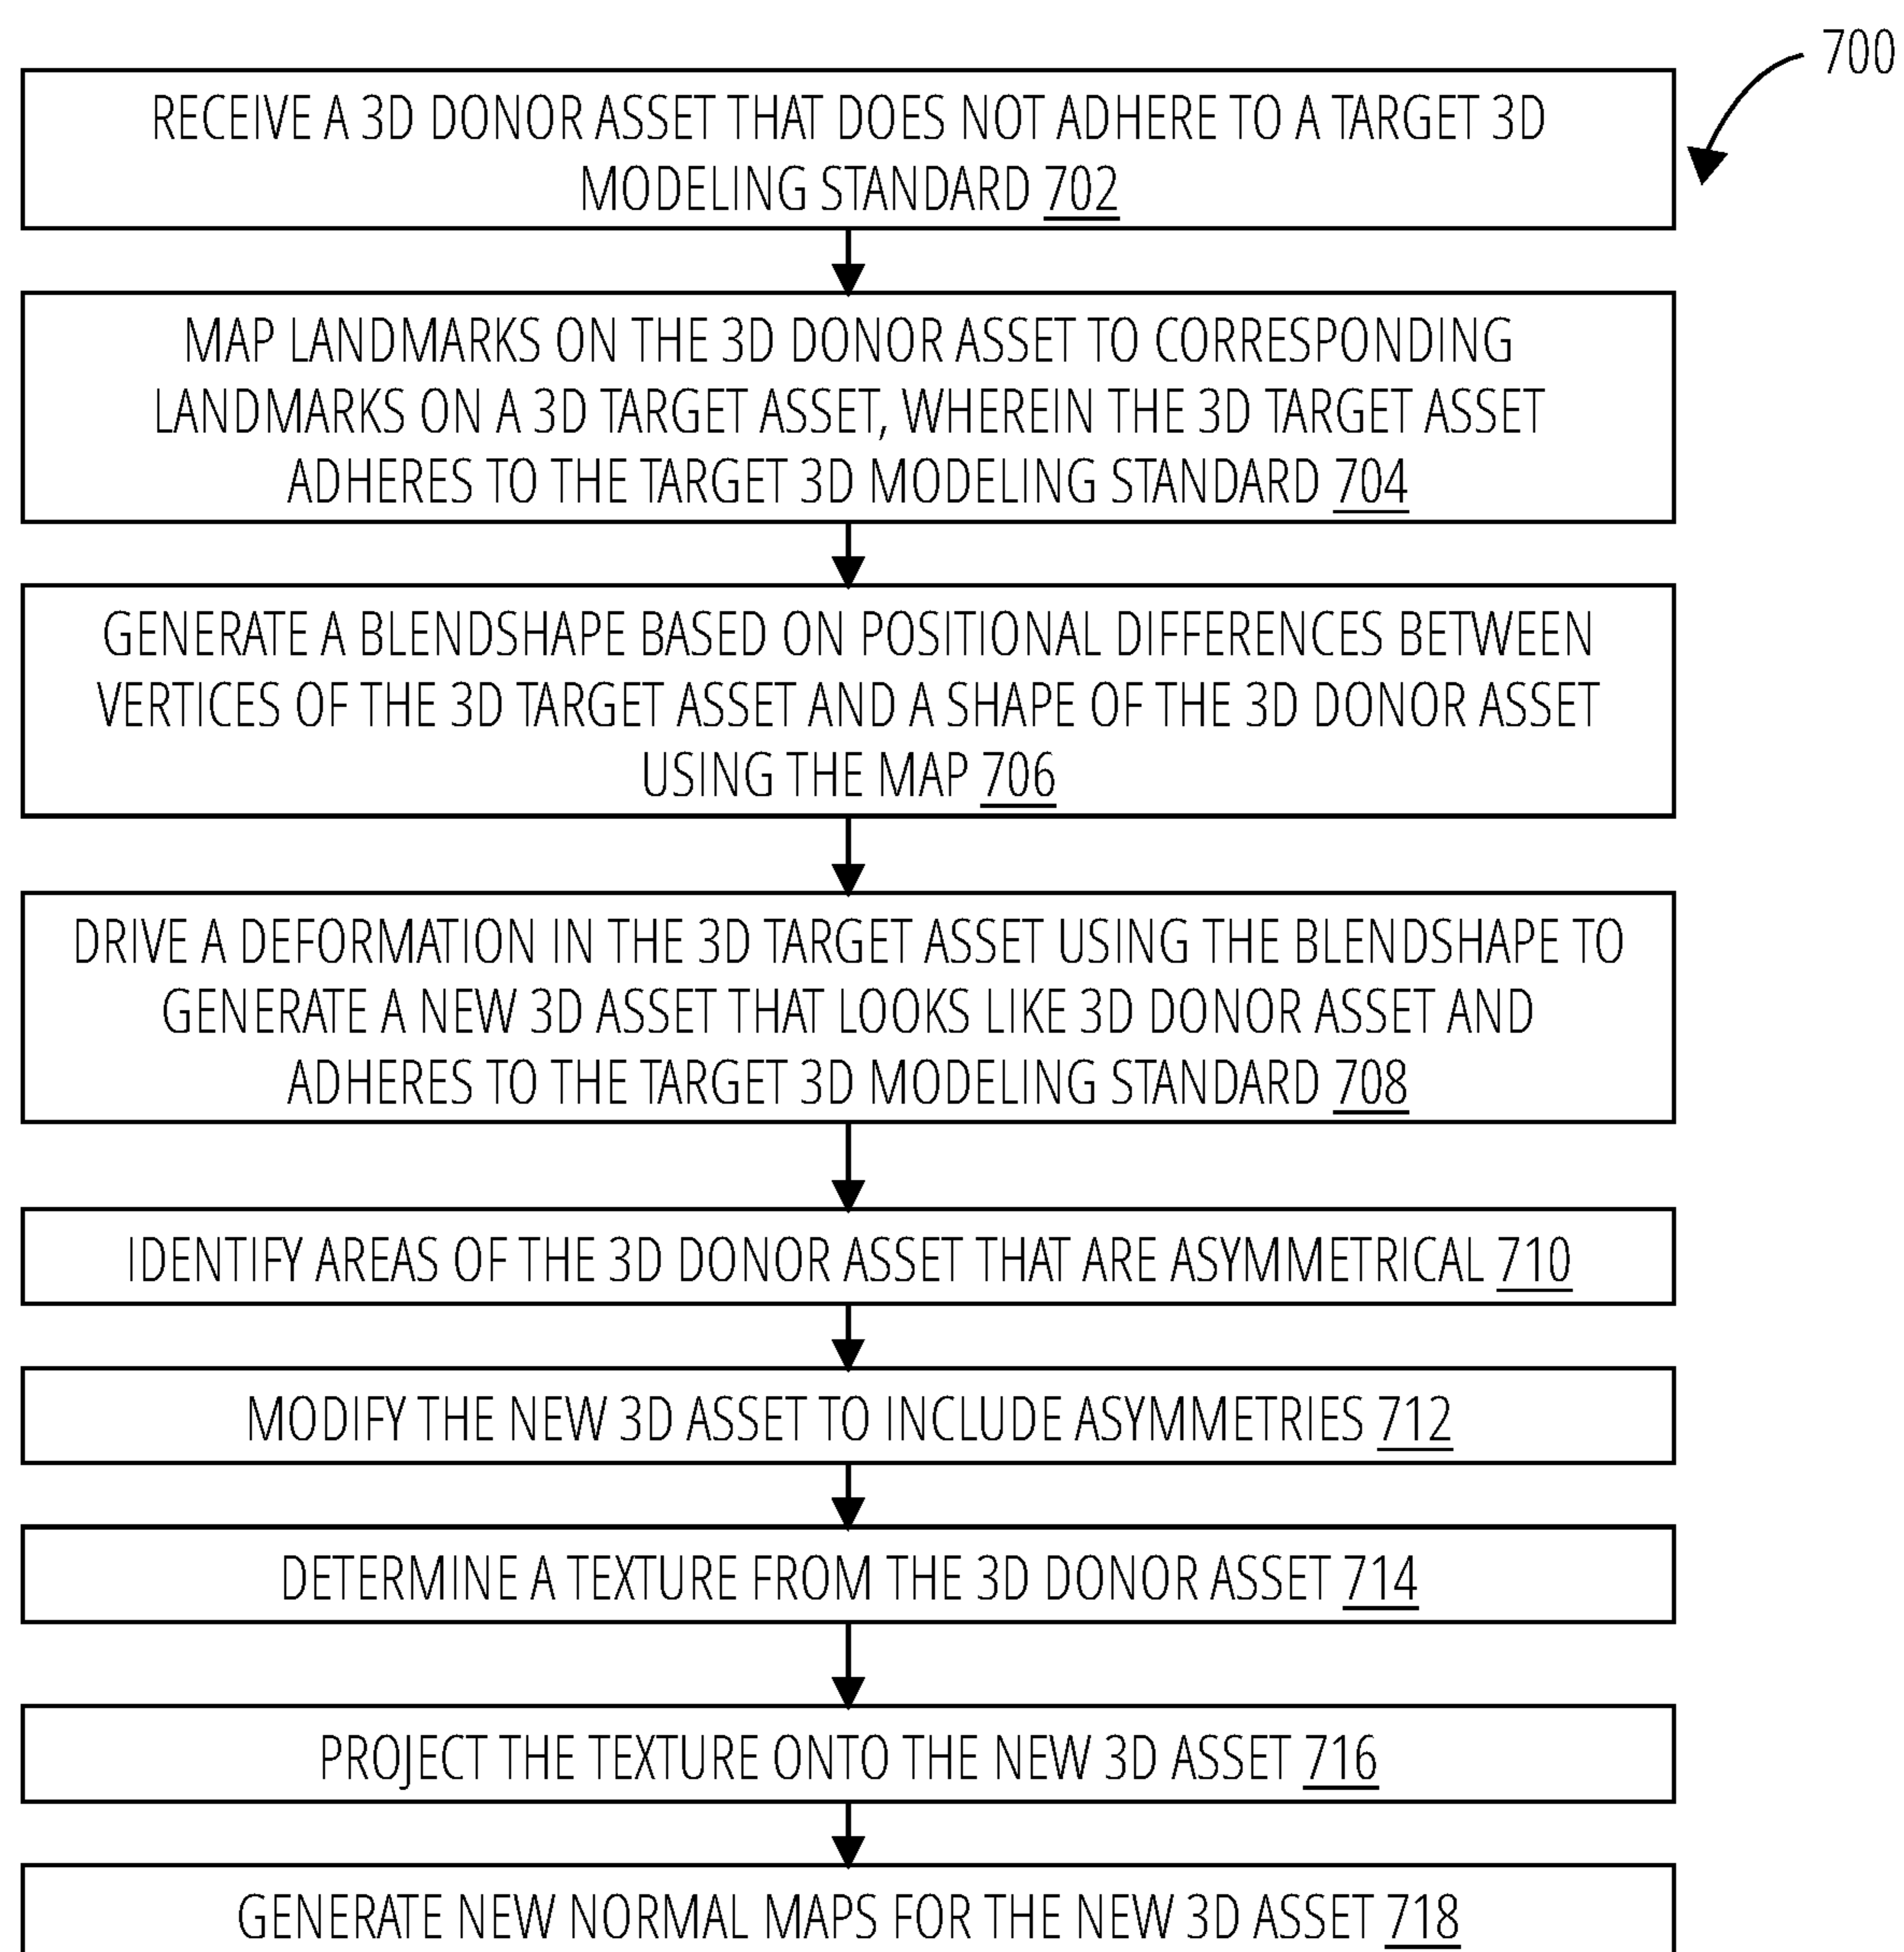 700
RECEIVE A 3D DONOR ASSET THAT DOES NOT ADHERE TO A TARGET 3D
MODELING STANDARD 702
MAP LANDMARKS ON THE 3D DONOR ASSET TO CORRESPONDING
LANDMARKS ON A 3D TARGET ASSET, WHEREIN THE 3D TARGET ASSET
ADHERES TO THE TARGET 3D MODELING STANDARD 704
GENERATE A BLENDSHAPE BASED ON POSITIONAL DIFFERENCES BETWEEN
VERTICES OF THE 3D TARGET ASSET AND A SHAPE OF THE 3D DONOR ASSET
USING THE MAP 706
DRIVE A DEFORMATION IN THE 3D TARGET ASSET USING THE BLENDSHAPE TO
GENERATE A NEW 3D ASSET THAT LOOKS LIKE 3D DONOR ASSET AND
ADHERES TO THE TARGET 3D MODELING STANDARD 708
IDENTIFY AREAS OF THE 3D DONOR ASSET THAT ARE ASYMMETRICAL 710
MODIFY THE NEW 3D ASSET TO INCLUDE ASYMMETRIES 712
DETERMINE A TEXTURE FROM THE 3D DONOR ASSET 714
PROJECT THE TEXTURE ONTO THE NEW 3D ASSET 716
GENERATE NEW NORMAL MAPS FOR THE NEW 3D ASSET 718